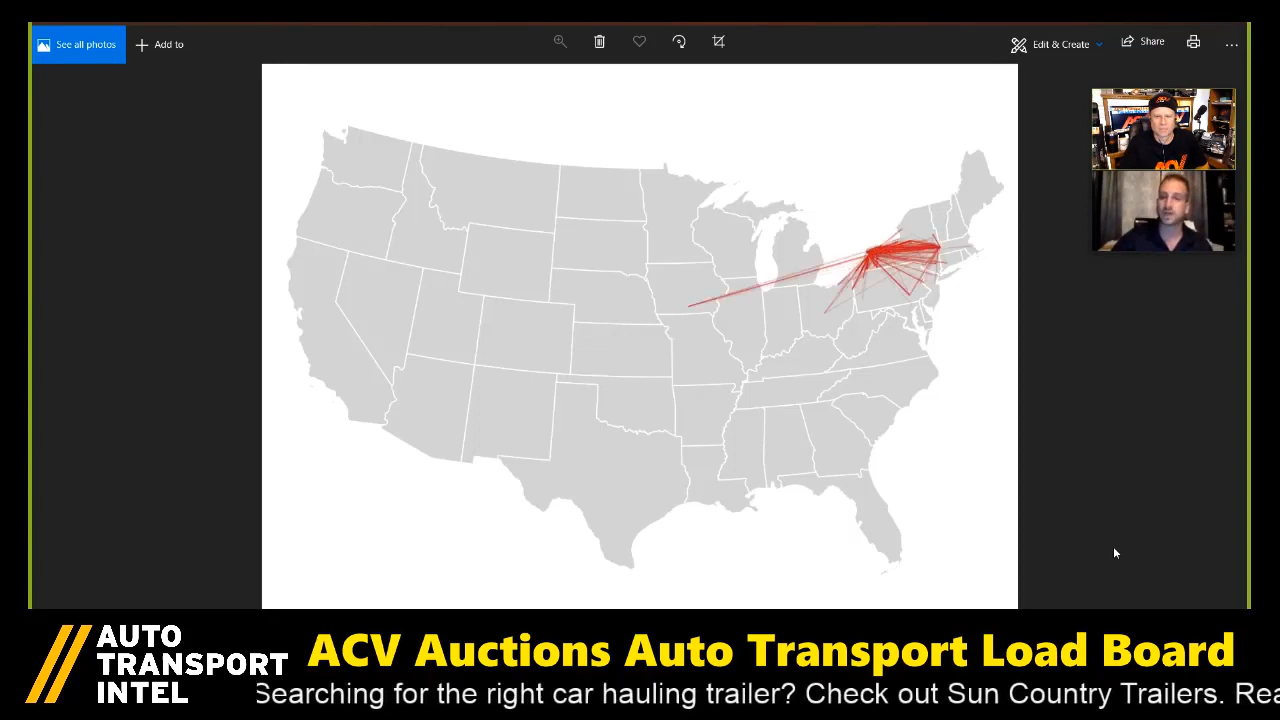 See all photos
Add to
Edit & Create
Share
AUTO
TRANSPORT
INTEL
ACV Auctions Auto Transport Load Board
Searching for the right car hauling trailer? Check out Sun Country Trailers. Rea